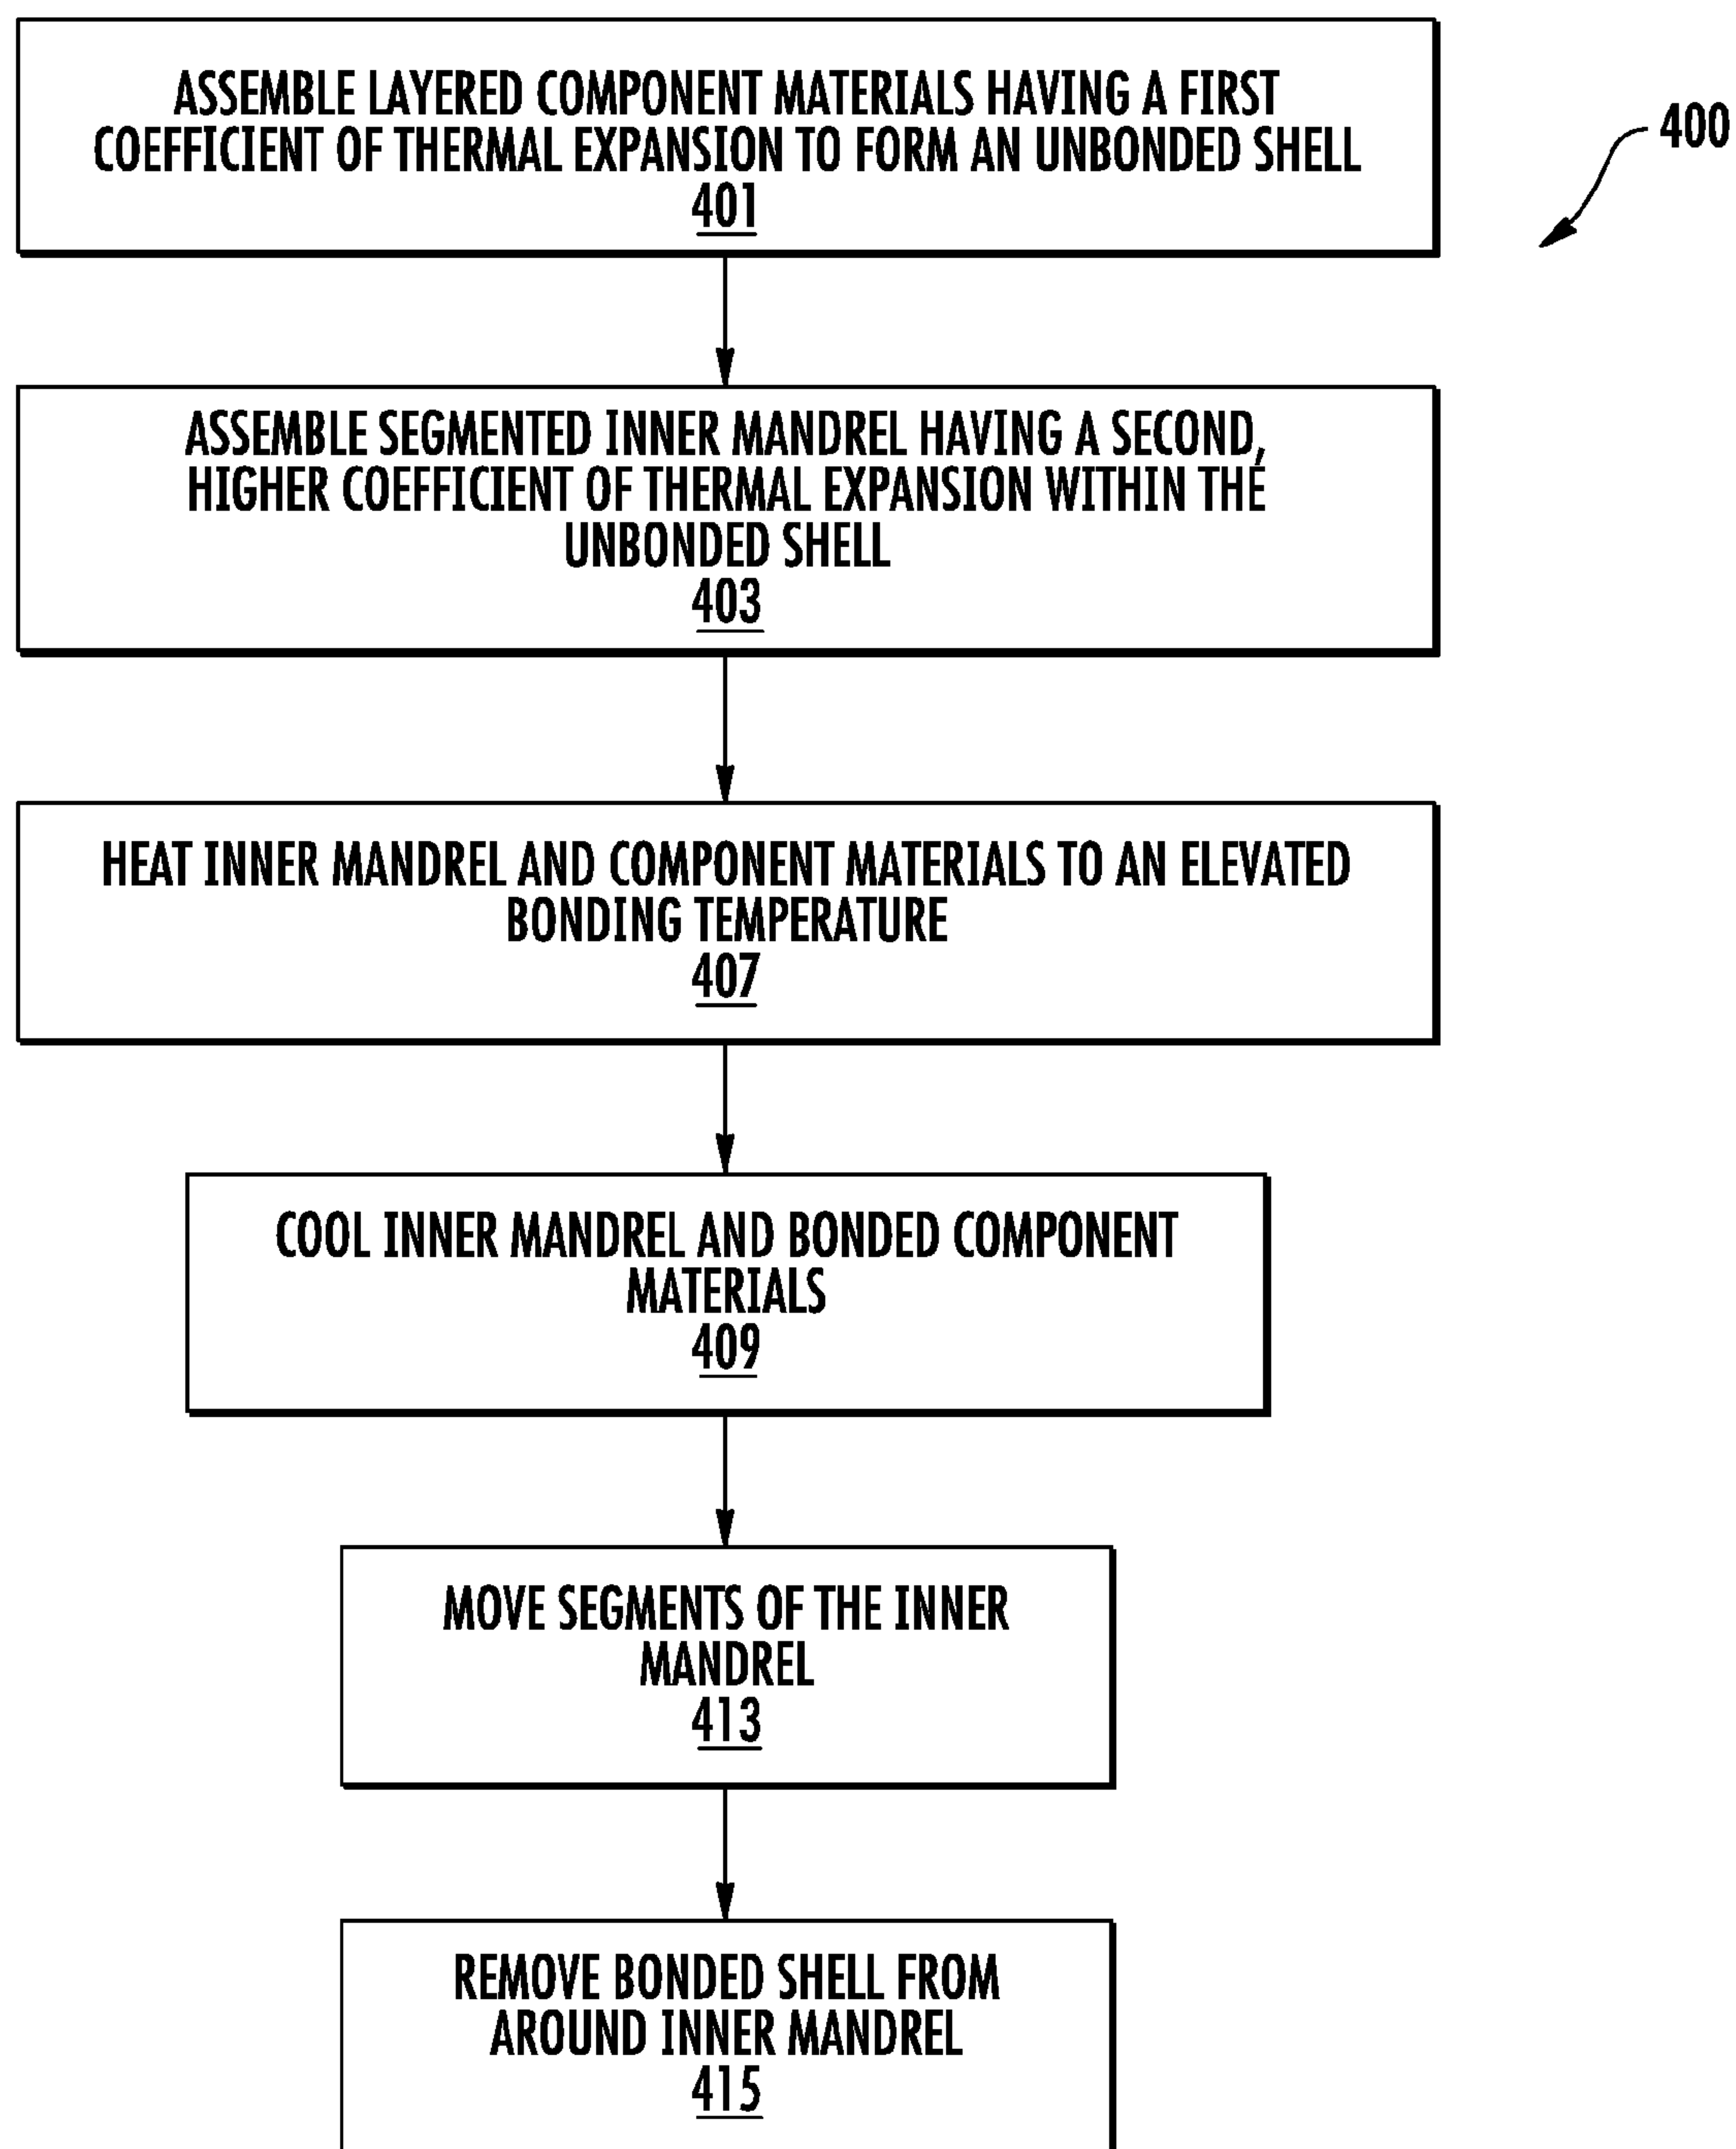 ASSEMBLE LAYERED COMPONENT MATERIALS HAVING A FIRST
COEFFICIENT OF THERMAL EXPANSION TO FORM AN UNBONDED SHELL
401
400
ASSEMBLE SEGMENTED INNER MANDREL HAVING A SECOND,
HIGHER COEFFICIENT OF THERMAL EXPANSION WITHIN THE
UNBONDED SHELL
403
HEAT INNER MANDREL AND COMPONENT MATERIALS TO AN ELEVATED
BONDING TEMPERATURE
407
COOL INNER MANDREL AND BONDED COMPONENT
MATERIALS
409
MOVE SEGMENTS OF THE INNER
MANDREL
413
REMOVE BONDED SHELL FROM
AROUND INNER MANDREL
415